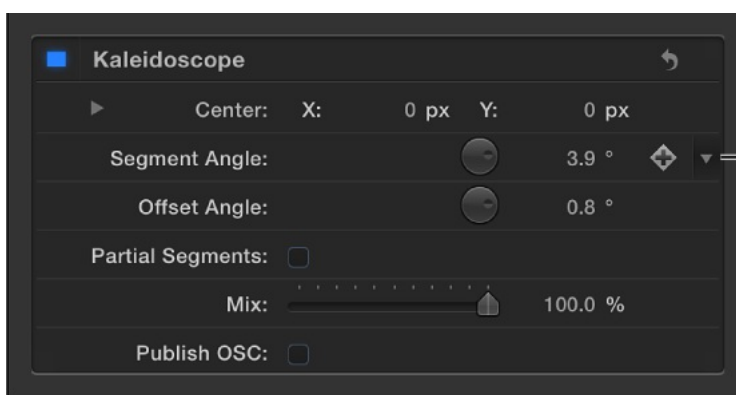 Kaleidoscope
Center: X: 0 px Y: 0 px
Segment Angle: 3.9 °
Offset Angle: 0.8 °
Partial Segments:
Mix: 100.0 %
Publish OSC: